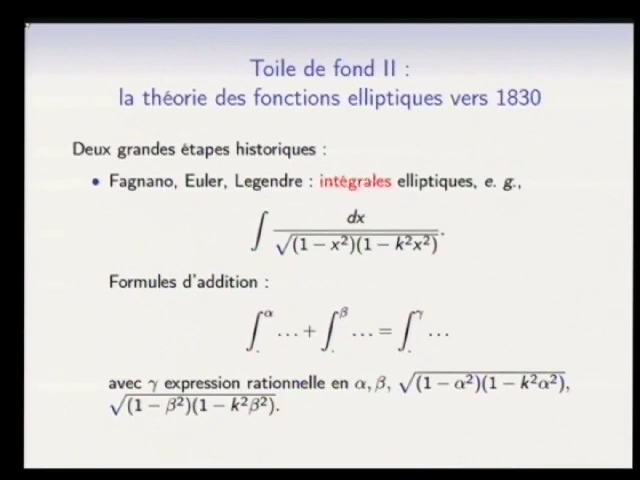 Toile de fond II :
la théorie des fonctions elliptiques vers 1830
Deux grandes étapes historiques :
• Fagnano, Euler, Legendre : intégrales elliptiques, e. g.,
∫ dx / √(1 − x²)(1 − k²x²) .
Formules d'addition :
∫^α … + ∫^β … = ∫^γ …
avec γ expression rationnelle en α, β, √(1 − α²)(1 − k²α²),
√(1 − β²)(1 − k²β²).